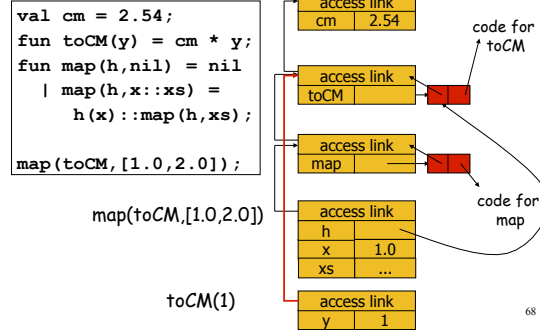 val cm = 2.54;
fun toCM(y) = cm * y;
fun map(h,nil) = nil
| map(h,x::xs) =
h(x)::map(h,xs);
map(toCM,[1.0,2.0]);
access link
cm 2.54
code for
toCM
access link
toCM
access link
map
code for
map
map(toCM,[1.0,2.0])
access link
h
x 1.0
xs ...
toCM(1)
access link
y 1
68